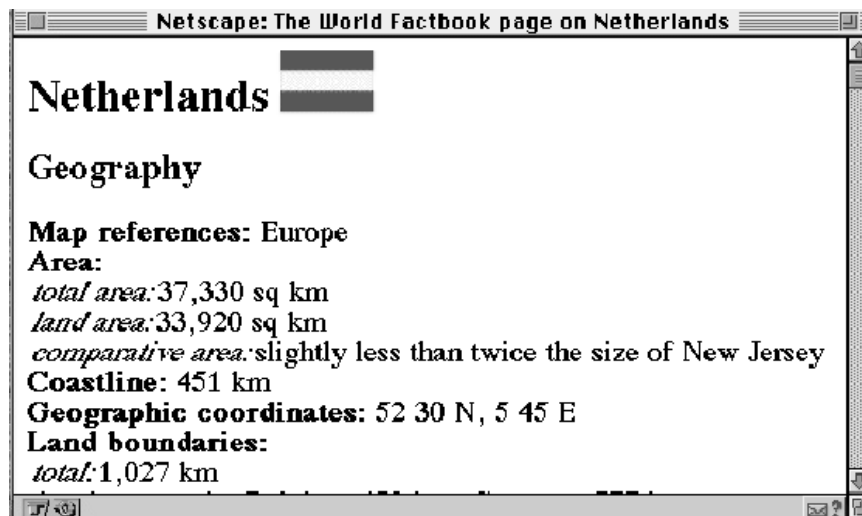 Netscape: The World Factbook page on Netherlands
Netherlands
Geography
Map references: Europe
Area:
total area:37,330 sq km
land area:33,920 sq km
comparative area:slightly less than twice the size of New Jersey
Coastline: 451 km
Geographic coordinates: 52 30 N, 5 45 E
Land boundaries:
total:1,027 km